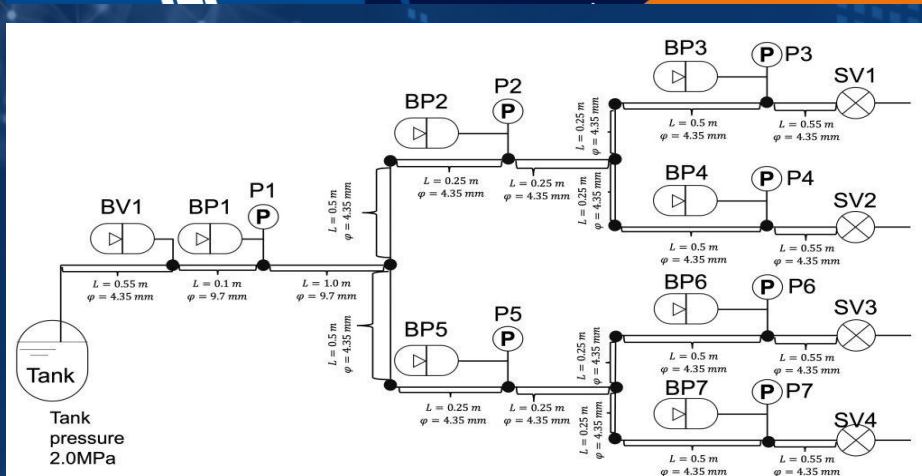 BP3
P P3
SV1
L = 0.5 m
φ = 4.35 mm
L = 0.55 m
φ = 4.35 mm
L = 0.25 m
φ = 4.35 mm
BP2
P2
P
L = 0.25 m
φ = 4.35 mm
L = 0.25 m
φ = 4.35 mm
L = 0.25 m
φ = 4.35 mm
BP4
P P4
SV2
L = 0.5 m
φ = 4.35 mm
L = 0.55 m
φ = 4.35 mm
L = 0.5 m
φ = 4.35 mm
BV1
BP1
P1
P
L = 0.55 m
φ = 4.35 mm
L = 0.1 m
φ = 9.7 mm
L = 1.0 m
φ = 9.7 mm
L = 0.5 m
φ = 4.35 mm
BP6
P P6
SV3
L = 0.5 m
φ = 4.35 mm
L = 0.55 m
φ = 4.35 mm
L = 0.25 m
φ = 4.35 mm
BP5
P5
P
L = 0.25 m
φ = 4.35 mm
L = 0.25 m
φ = 4.35 mm
L = 0.25 m
φ = 4.35 mm
BP7
P P7
SV4
L = 0.5 m
φ = 4.35 mm
L = 0.55 m
φ = 4.35 mm
Tank
Tank
pressure
2.0MPa